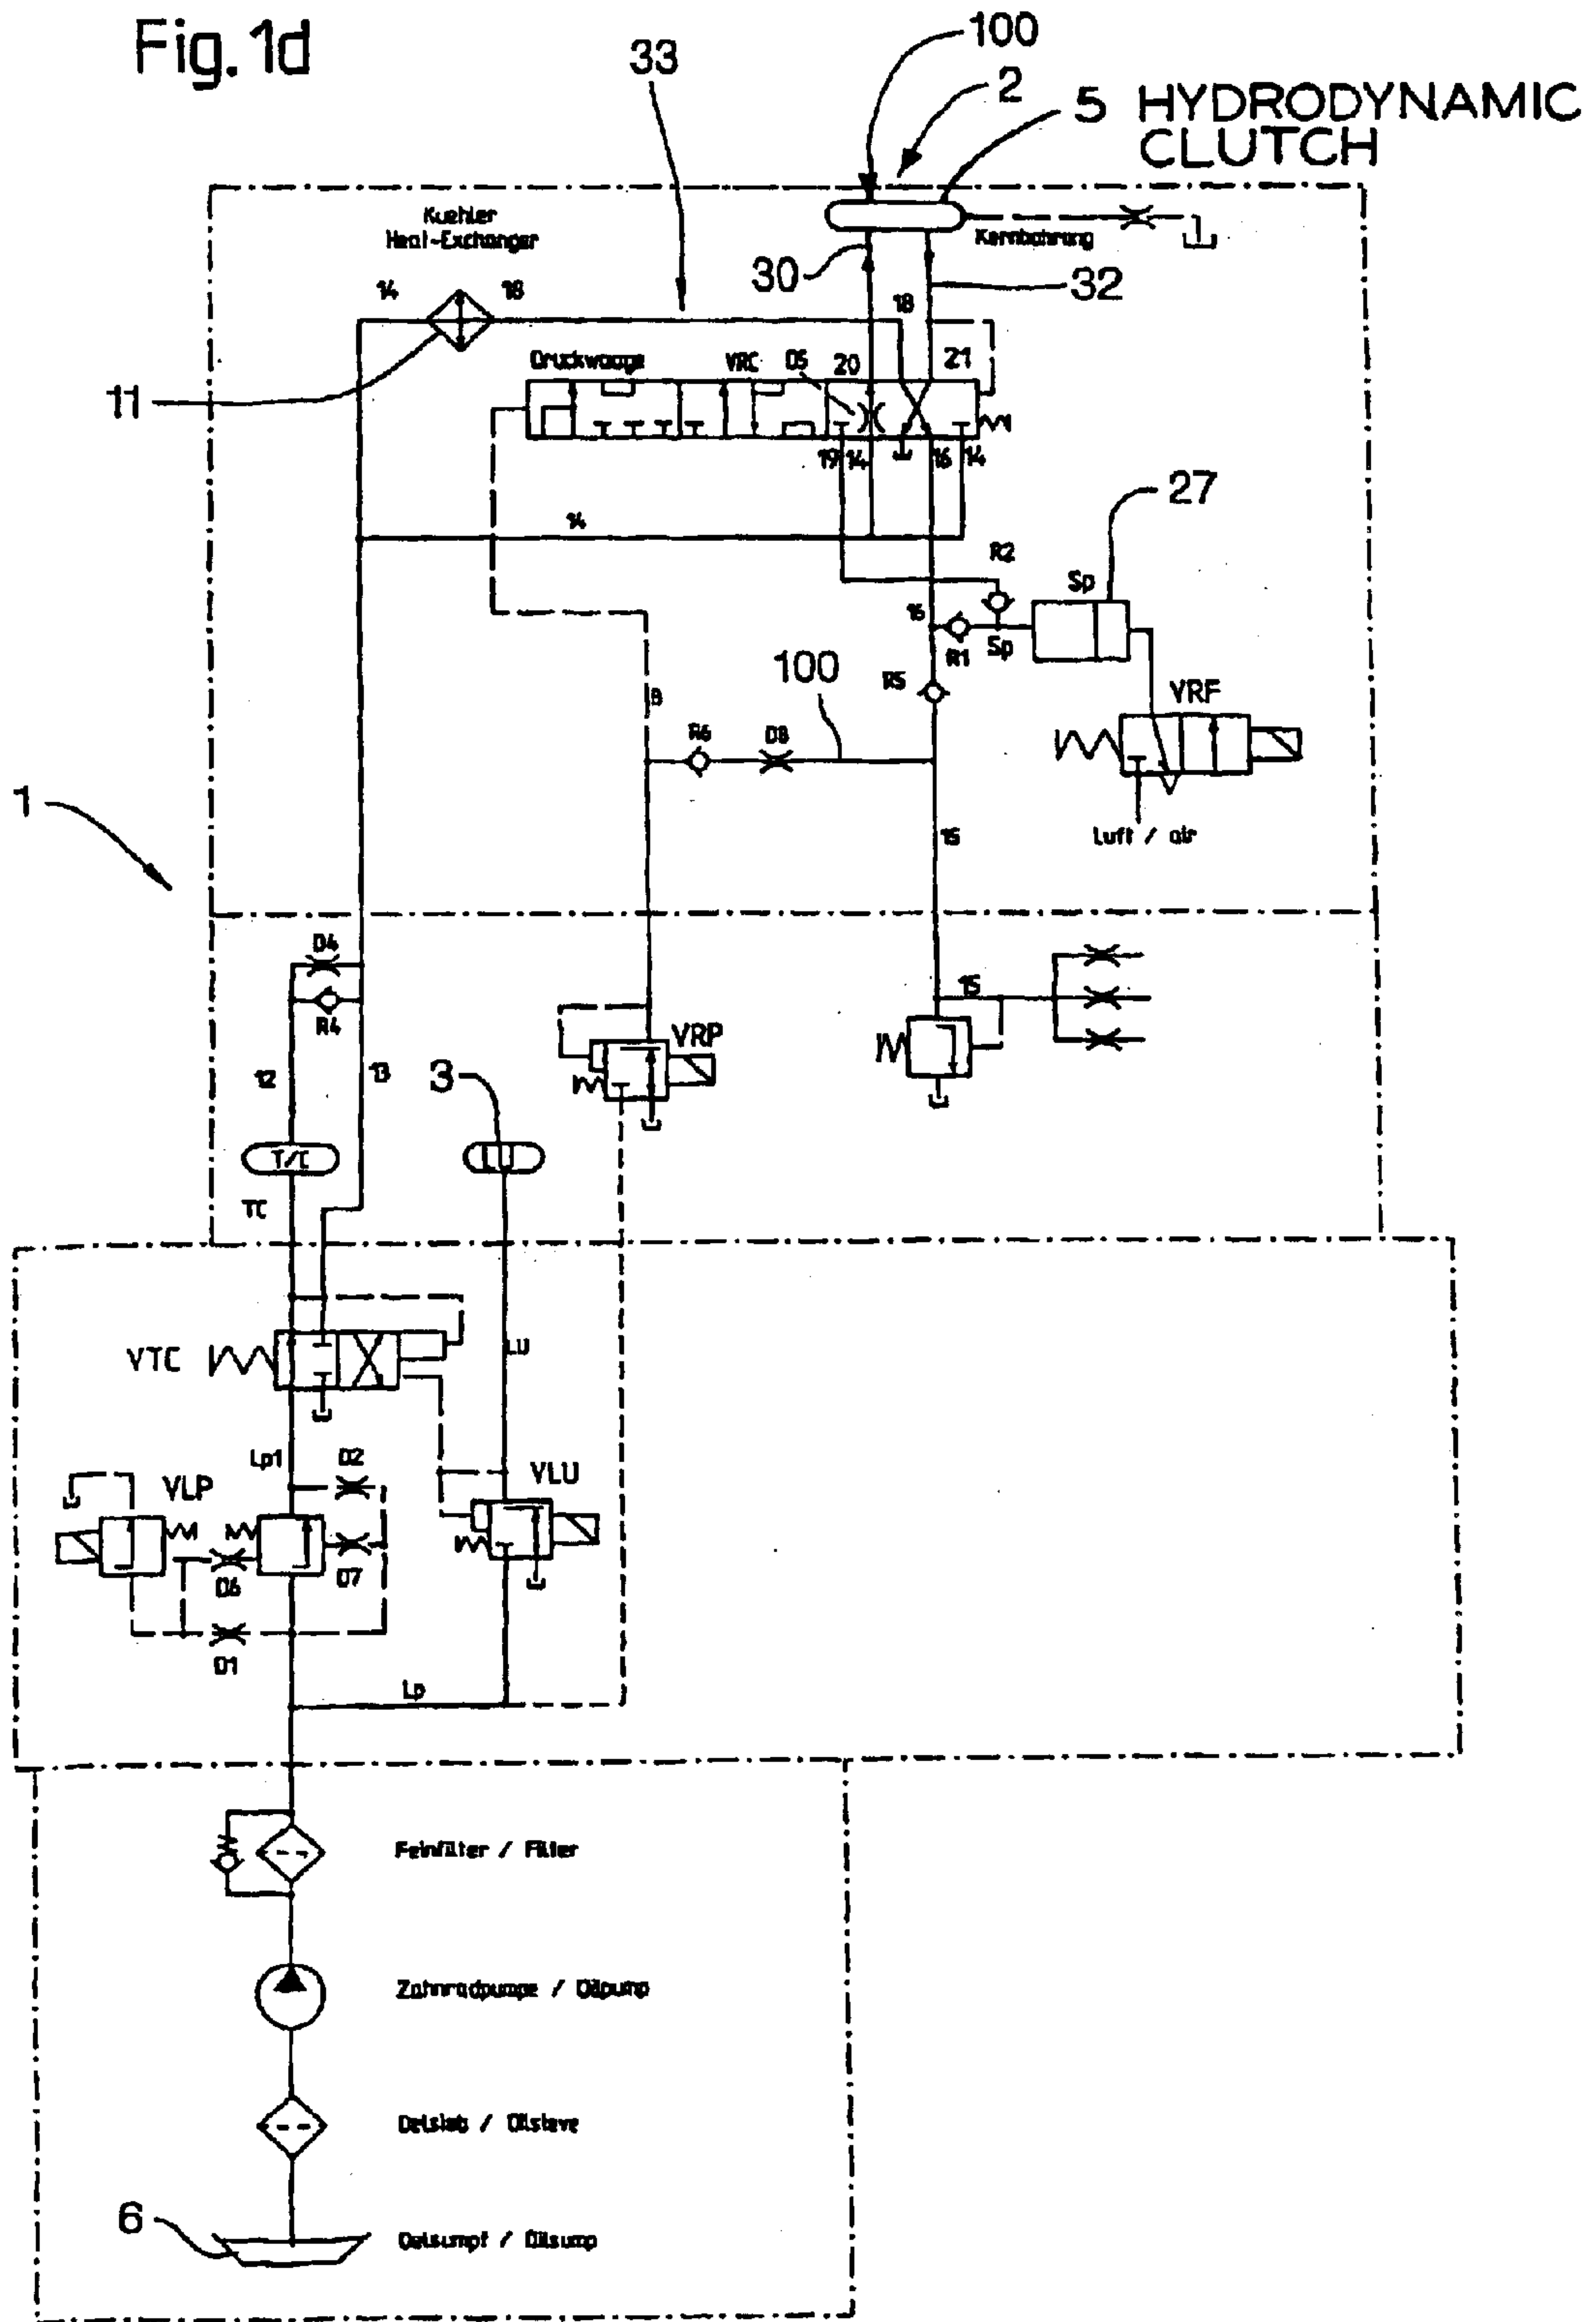 Fig. 1d
33
100
2
5 HYDRODYNAMIC
CLUTCH
Kuehler
Heat-Exchanger
Kernbohrung
30
32
14
18
18
Druckwaage
VRC
DS
20
21
11
19
14
16
14
14
27
R2
Sp
16
R1
Sp
R5
100
VRF
B
R6
D8
1
Luft / air
15
D4
R4
15
12
13
3
VRP
T/C
TC
VTC
LU
Lp1
D2
VLP
VLU
D6
D7
D1
Lp
Feinfilter / Filter
Zahnradpumpe / Oilpump
Oelsieb / Oilsieve
6
Oelsumpf / Oilsump